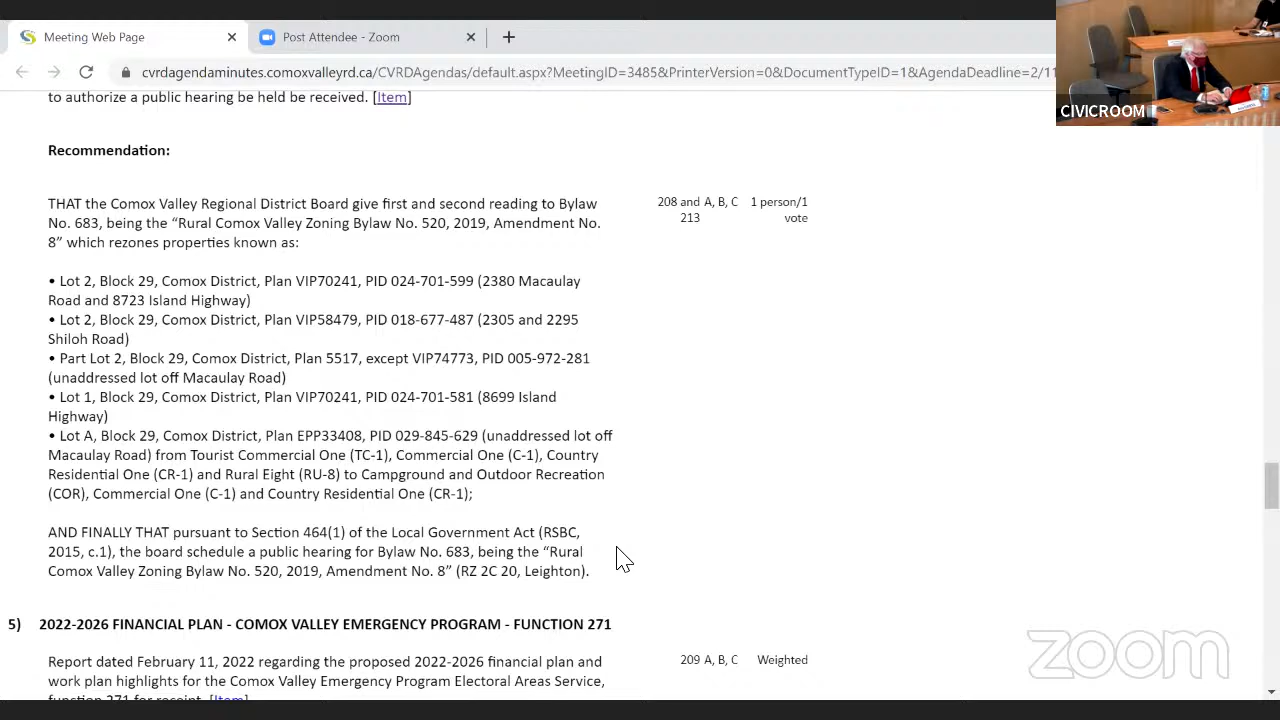 Meeting Web Page
Post Attendee - Zoom
cvrdagendaminutes.comoxvalleyrd.ca/CVRDAgendas/default.aspx?MeetingID=3485&PrinterVersion=0&DocumentTypeID=1&AgendaDeadline=2/11
CIVICROOM
to authorize a public hearing be held be received. [Item]
Recommendation:
THAT the Comox Valley Regional District Board give first and second reading to Bylaw
No. 683, being the “Rural Comox Valley Zoning Bylaw No. 520, 2019, Amendment No.
8” which rezones properties known as:
208 and A, B, C 1 person/1
213 vote
• Lot 2, Block 29, Comox District, Plan VIP70241, PID 024-701-599 (2380 Macaulay
Road and 8723 Island Highway)
• Lot 2, Block 29, Comox District, Plan VIP58479, PID 018-677-487 (2305 and 2295
Shiloh Road)
• Part Lot 2, Block 29, Comox District, Plan 5517, except VIP74773, PID 005-972-281
(unaddressed lot off Macaulay Road)
• Lot 1, Block 29, Comox District, Plan VIP70241, PID 024-701-581 (8699 Island
Highway)
• Lot A, Block 29, Comox District, Plan EPP33408, PID 029-845-629 (unaddressed lot off
Macaulay Road) from Tourist Commercial One (TC-1), Commercial One (C-1), Country
Residential One (CR-1) and Rural Eight (RU-8) to Campground and Outdoor Recreation
(COR), Commercial One (C-1) and Country Residential One (CR-1);
AND FINALLY THAT pursuant to Section 464(1) of the Local Government Act (RSBC,
2015, c.1), the board schedule a public hearing for Bylaw No. 683, being the “Rural
Comox Valley Zoning Bylaw No. 520, 2019, Amendment No. 8” (RZ 2C 20, Leighton).
5) 2022-2026 FINANCIAL PLAN - COMOX VALLEY EMERGENCY PROGRAM - FUNCTION 271
Report dated February 11, 2022 regarding the proposed 2022-2026 financial plan and
work plan highlights for the Comox Valley Emergency Program Electoral Areas Service,
function 271 for receipt. [Item]
209 A, B, C Weighted
zoom